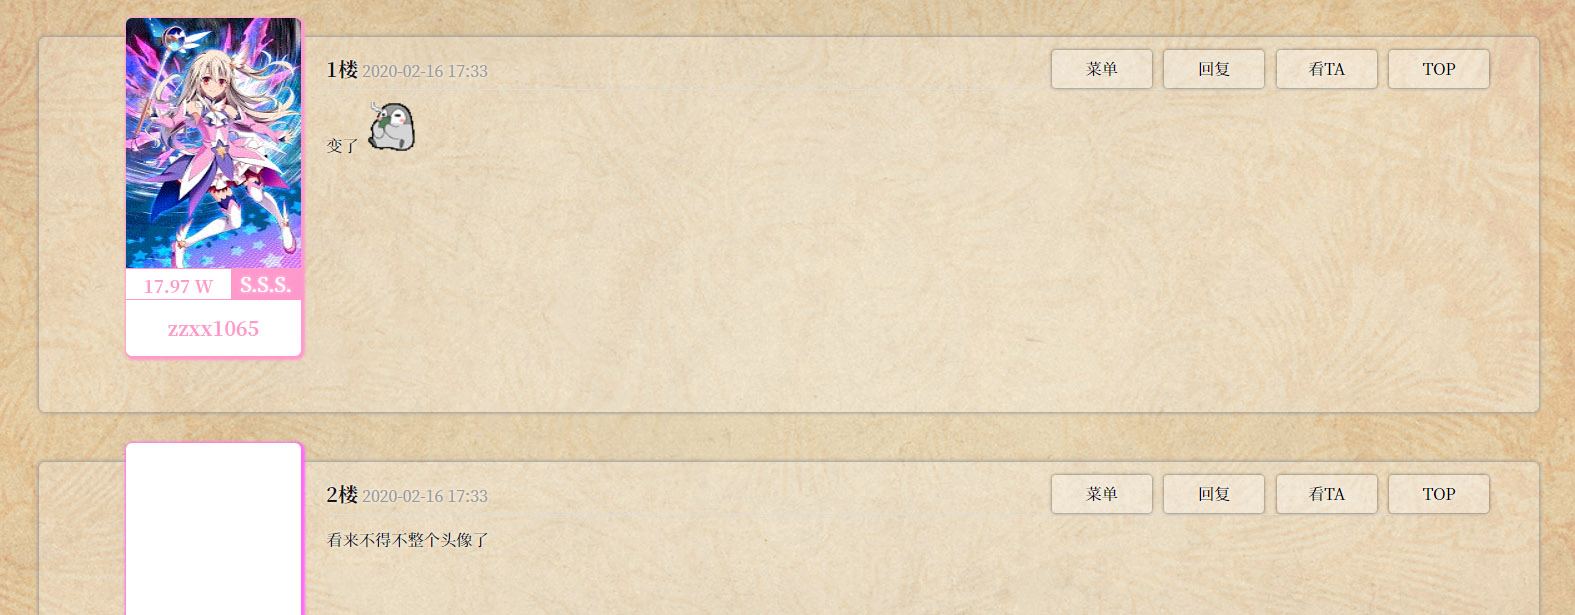 1楼 2020-02-16 17:33
菜单 回复 看TA TOP
变了
17.97 W S.S.S.
zzxx1065
2楼 2020-02-16 17:33
菜单 回复 看TA TOP
看来不得不整个头像了